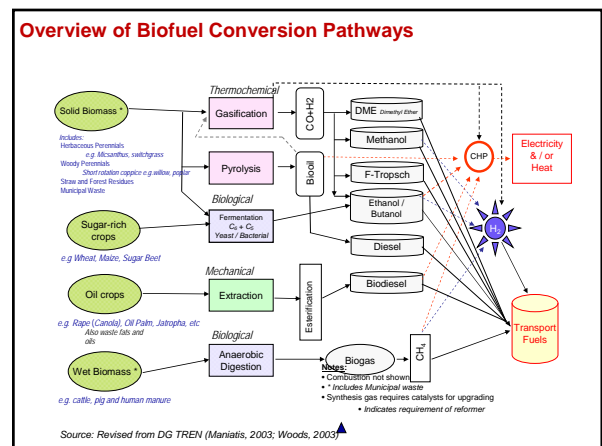 Overview of Biofuel Conversion Pathways
Thermochemical
Solid Biomass *
Gasification
CO+H2
DME Dimethyl Ether
Includes:
Herbaceous Perennials
e.g. Micsanthus, switchgrass
Woody Perennials
Short rotation coppice e.g. willow, poplar
Straw and Forest Residues
Municipal Waste
Methanol
CHP
Electricity
& / or
Heat
Pyrolysis
Biooil
F-Tropsch
Biological
Ethanol /
Butanol
Sugar-rich
crops
Fermentation
C6 + C5
Yeast / Bacterial
H2
e.g Wheat, Maize, Sugar Beet
Diesel
Mechanical
Oil crops
Extraction
Esterification
Biodiesel
e.g. Rape (Canola), Oil Palm, Jatropha, etc
Also waste fats and
oils
Transport
Fuels
Biological
Wet Biomass *
Anaerobic
Digestion
Biogas
CH4
e.g. cattle, pig and human manure
Notes:
• Combustion not shown
• * Includes Municipal waste
• Synthesis gas requires catalysts for upgrading
• Indicates requirement of reformer
Source: Revised from DG TREN (Maniatis, 2003; Woods, 2003)